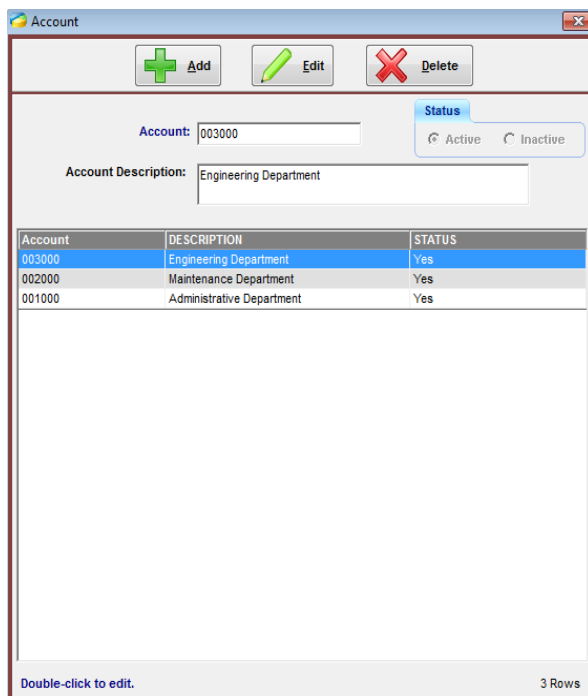 Account
Add Edit Delete
Status
Account: 003000
Active Inactive
Account Description: Engineering Department
Account DESCRIPTION STATUS
003000 Engineering Department Yes
002000 Maintenance Department Yes
001000 Administrative Department Yes
Double-click to edit. 3 Rows